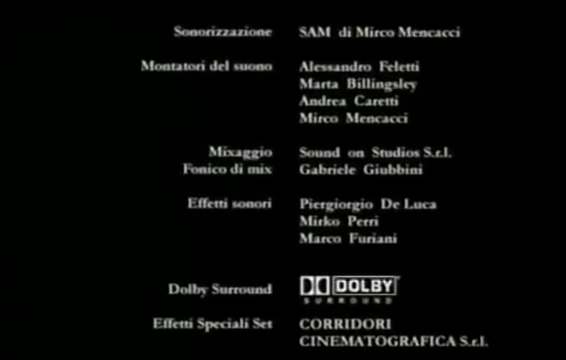 Sonorizzazione SAM di Mirco Mencacci
Montatori del suono Alessandro Feletti
Marta Billingsley
Andrea Caretti
Mirco Mencacci
Mixaggio Sound on Studios S.r.l.
Fonico di mix Gabriele Giubbini
Effetti sonori Piergiorgio De Luca
Mirko Perri
Marco Furiani
Dolby Surround DOLBY
SURROUND
Effetti Speciali Set CORRIDORI
CINEMATOGRAFICA S.r.l.